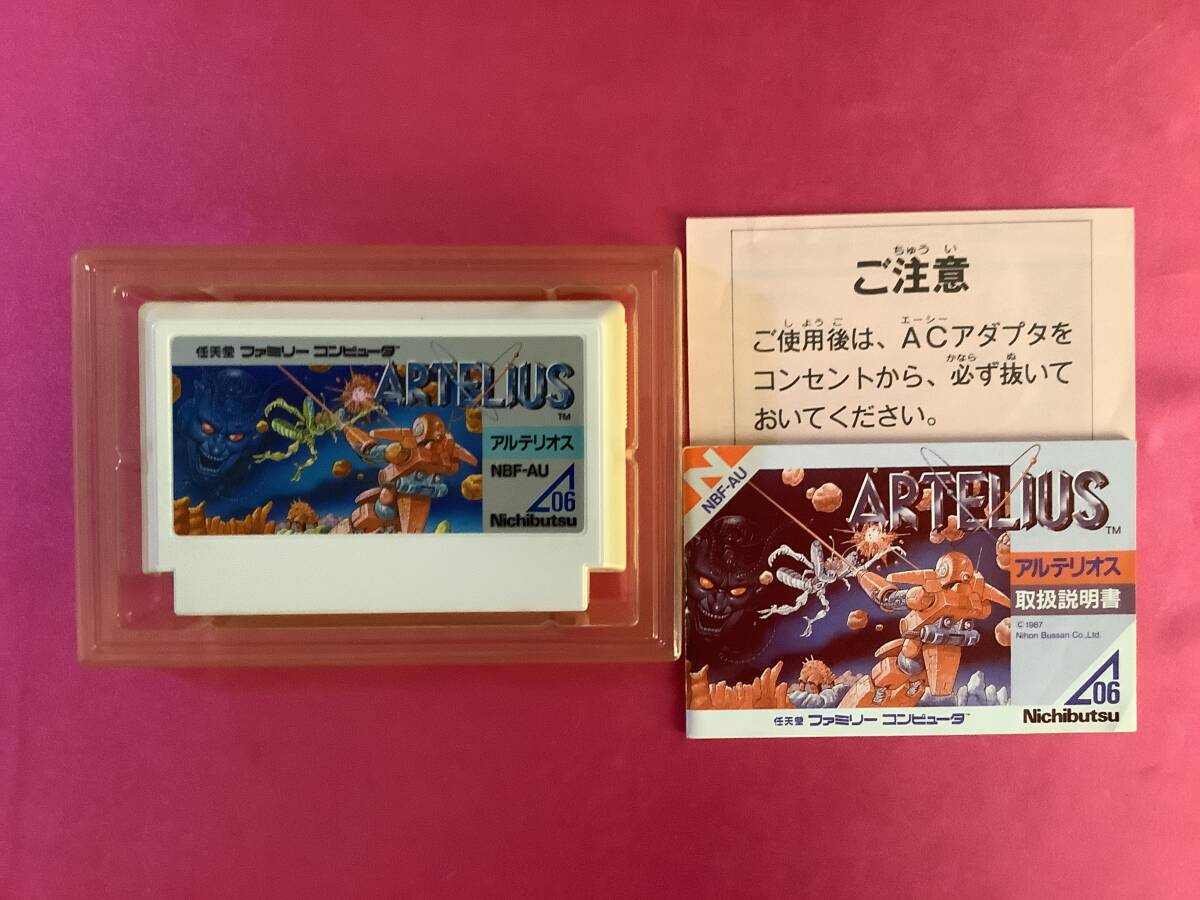 任天堂 ファミリー コンピュータ
ARTELIUS
TM
アルテリオス
NBF-AU
06
Nichibutsu
ちゅう い
ご注意
し よう ご
エーシー
ご使用後は、ACアダプタを
かなら ぬ
コンセントから、必ず抜いて
おいてください。
N
NBF-AU
ARTELIUS
TM
アルテリオス
取扱説明書
© 1987
Nihon Bussan Co.,Ltd.
06
Nichibutsu
任天堂 ファミリー コンピュータ